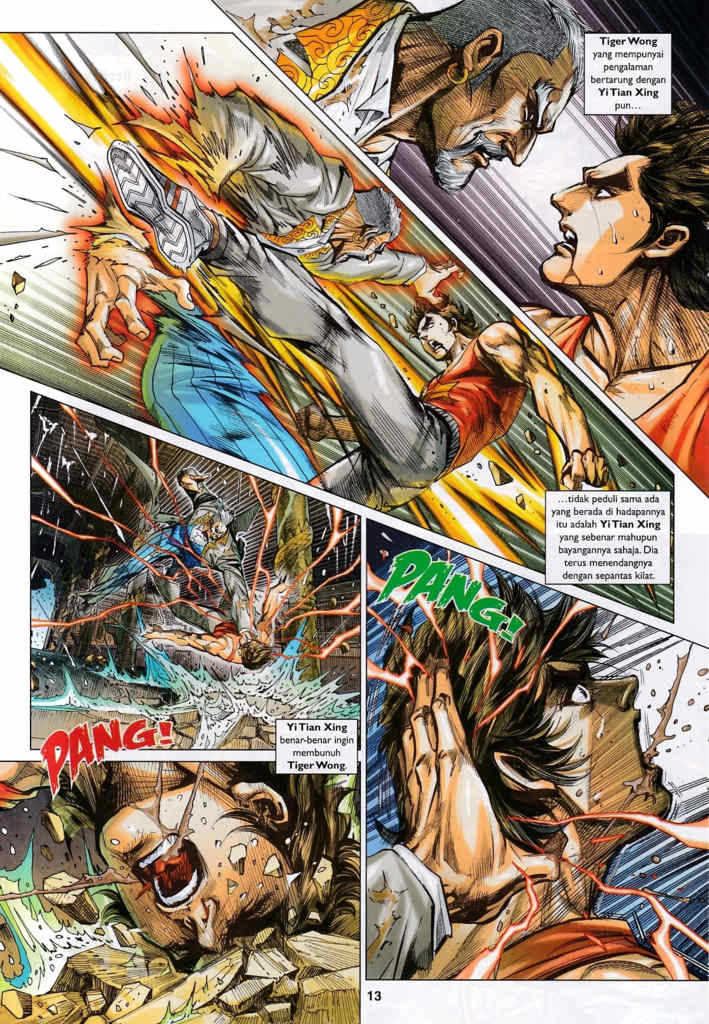 Tiger Wong
yang mempunyai
pengalaman
bertarung dengan
Yi Tian Xing
pun...
...tidak peduli sama ada
yang berada di hadapannya
itu adalah Yi Tian Xing
yang sebenar mahupun
bayangannya sahaja. Dia
terus menendangnya
dengan sepantas kilat.
PANG!
PANG!
Yi Tian Xing
benar-benar ingin
membunuh
Tiger Wong.
13